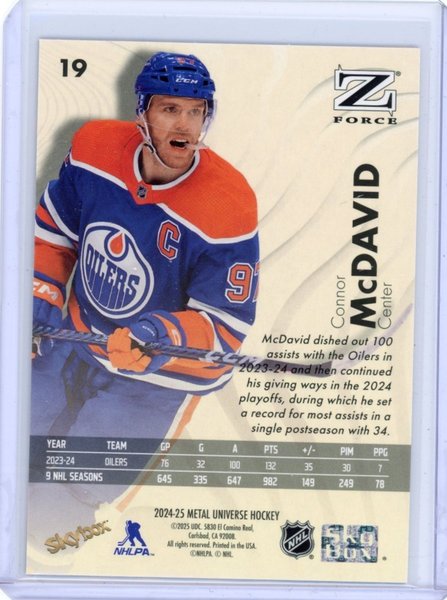 19
Z
FORCE
Connor
McDAVID
Center
C
97
OILERS
CCM
McDavid dished out 100
assists with the Oilers in
2023-24 and then continued
his giving ways in the 2024
playoffs, during which he set
a record for most assists in a
single postseason with 34.
YEAR TEAM GP G A PTS +/- PIM PPG
2023-24 OILERS 76 32 100 132 35 30 7
9 NHL SEASONS 645 335 647 982 149 249 78
2024-25 METAL UNIVERSE HOCKEY
©2025 UDC. 5830 El Camino Real,
Carlsbad, CA 92008.
All rights reserved. Printed in the USA.
©NHLPA. © NHL.
skybox
NHLPA
NHL